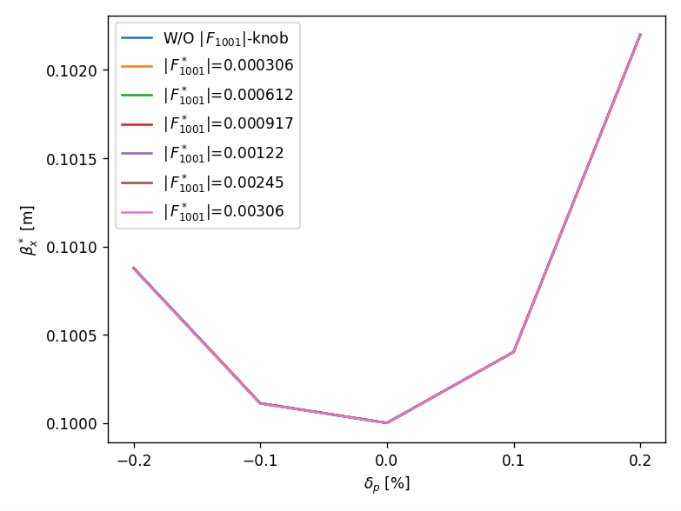 W/O |F₁₀₀₁|-knob
|F*₁₀₀₁|=0.000306
|F*₁₀₀₁|=0.000612
|F*₁₀₀₁|=0.000917
|F*₁₀₀₁|=0.00122
|F*₁₀₀₁|=0.00245
|F*₁₀₀₁|=0.00306
0.1020
0.1015
0.1010
0.1005
0.1000
β*ₓ [m]
−0.2 −0.1 0.0 0.1 0.2
δₚ [%]